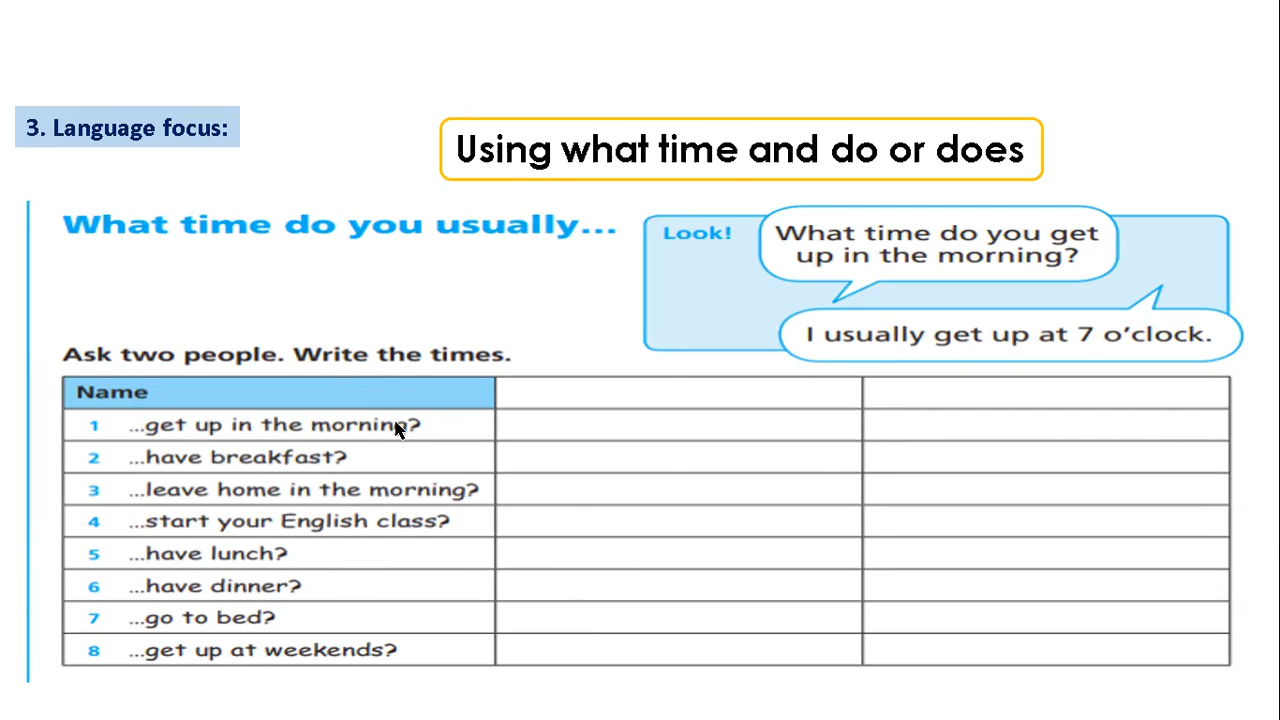 3. Language focus:
Using what time and do or does
What time do you usually...
Look!
What time do you get
up in the morning?
I usually get up at 7 o'clock.
Ask two people. Write the times.
Name
1 ...get up in the morning?
2 ...have breakfast?
3 ...leave home in the morning?
4 ...start your English class?
5 ...have lunch?
6 ...have dinner?
7 ...go to bed?
8 ...get up at weekends?